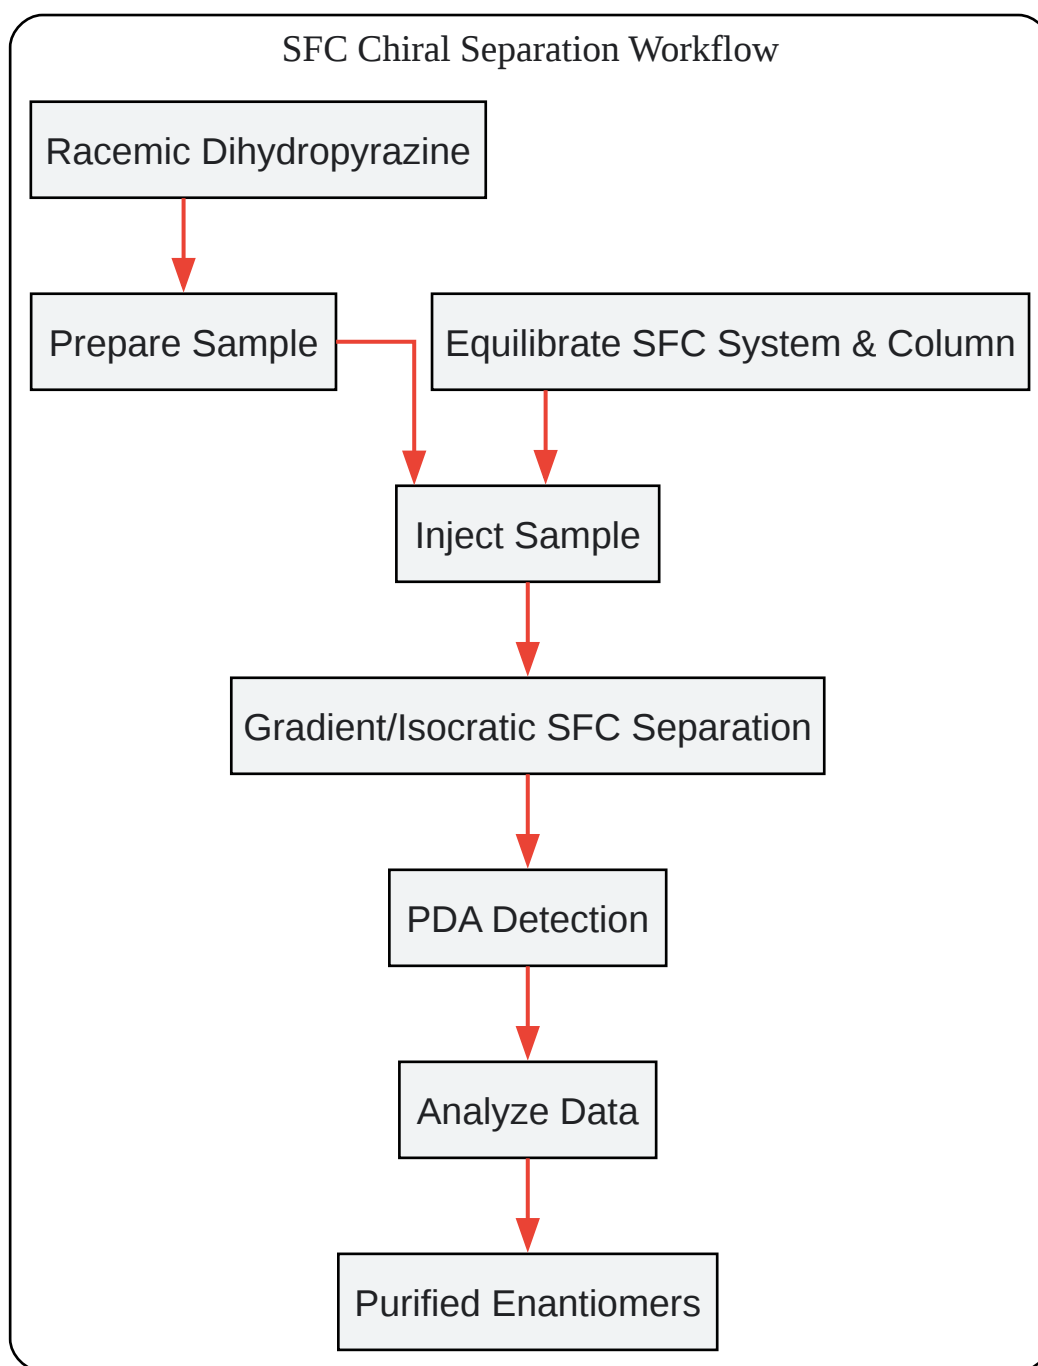 SFC Chiral Separation Workflow
Racemic Dihydropyrazine
Prepare Sample
Equilibrate SFC System & Column
Inject Sample
Gradient/Isocratic SFC Separation
PDA Detection
Analyze Data
Purified Enantiomers